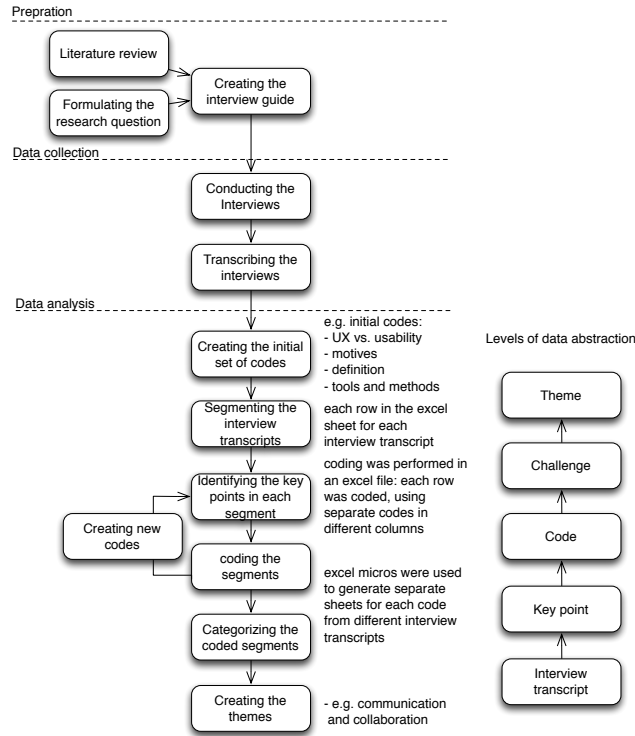 Prepration
Literature review
Formulating the
research question
Creating the
interview guide
Data collection
Conducting the
Interviews
Transcribing the
interviews
Data analysis
Creating the initial
set of codes
e.g. initial codes:
- UX vs. usability
- motives
- definition
- tools and methods
Segmenting the
interview
transcripts
each row in the excel
sheet for each
interview transcript
Identifying the key
points in each
segment
coding was performed in
an excel file: each row
was coded, using
separate codes in
different columns
Creating new
codes
coding the
segments
excel micros were used
to generate separate
sheets for each code
from different interview
transcripts
Categorizing the
coded segments
Creating the
themes
- e.g. communication
and collaboration
Levels of data abstraction
Theme
Challenge
Code
Key point
Interview
transcript